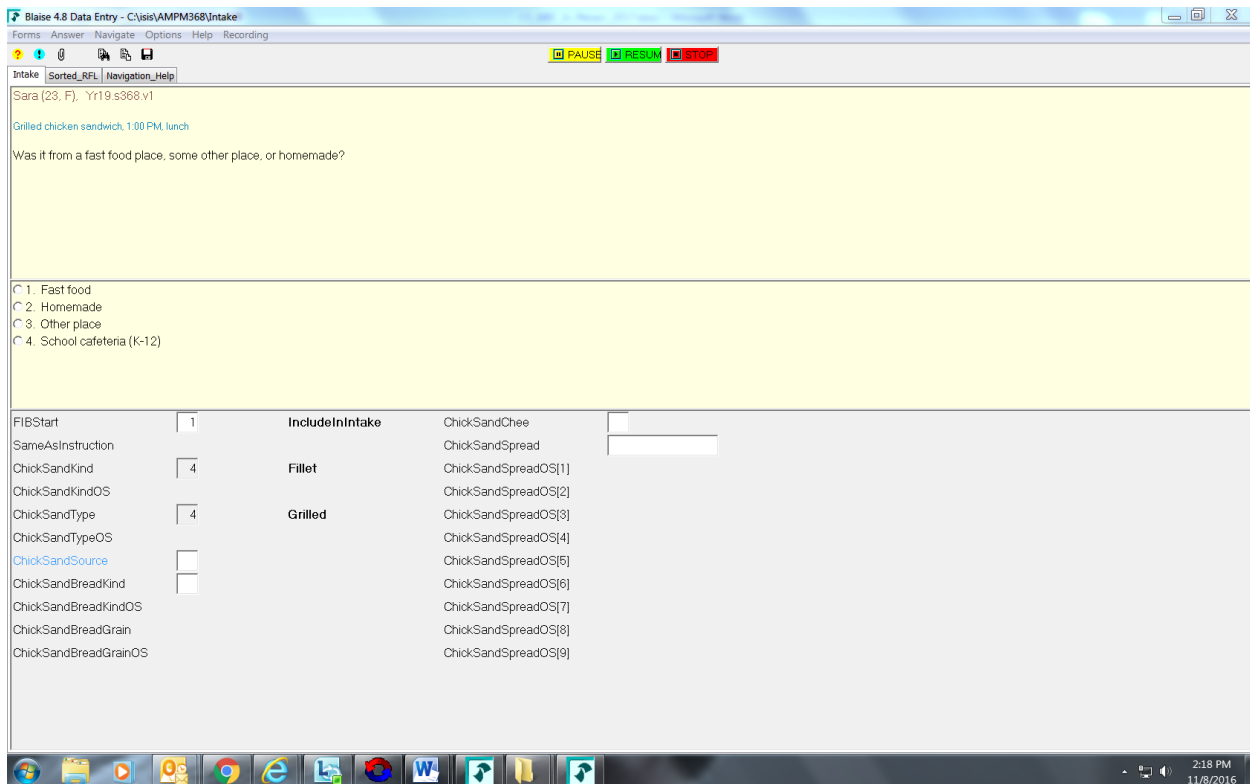 Blaise 4.8 Data Entry - C:\isis\AMPM368\Intake
Forms Answer Navigate Options Help Recording
PAUSE RESUM STOP
Intake Sorted_RFL Navigation_Help
Sara (23, F), Yr19.s368.v1
Grilled chicken sandwich, 1:00 PM, lunch
Was it from a fast food place, some other place, or homemade?
1. Fast food
2. Homemade
3. Other place
4. School cafeteria (K-12)
FIBStart 1 IncludeInIntake ChickSandChee
SameAsInstruction ChickSandSpread
ChickSandKind 4 Fillet ChickSandSpreadOS[1]
ChickSandKindOS ChickSandSpreadOS[2]
ChickSandType 4 Grilled ChickSandSpreadOS[3]
ChickSandTypeOS ChickSandSpreadOS[4]
ChickSandSource ChickSandSpreadOS[5]
ChickSandBreadKind ChickSandSpreadOS[6]
ChickSandBreadKindOS ChickSandSpreadOS[7]
ChickSandBreadGrain ChickSandSpreadOS[8]
ChickSandBreadGrainOS ChickSandSpreadOS[9]
2:18 PM
11/8/2016